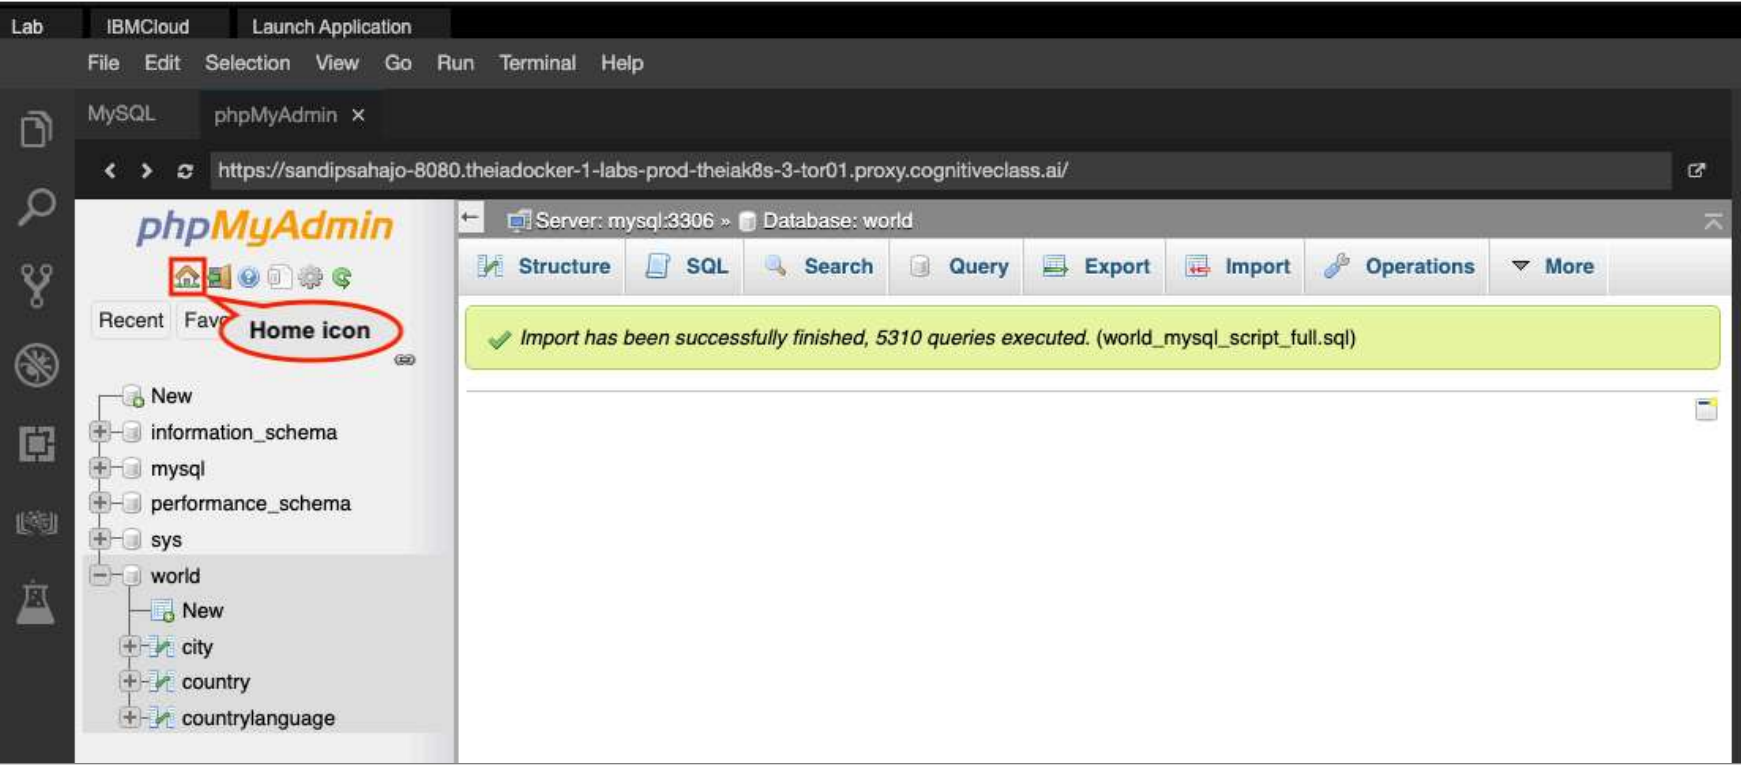 Lab IBMCloud Launch Application
File Edit Selection View Go Run Terminal Help
MySQL phpMyAdmin ×
https://sandipsahajo-8080.theiadocker-1-labs-prod-theiak8s-3-tor01.proxy.cognitiveclass.ai/
phpMyAdmin
Server: mysql:3306 » Database: world
Structure SQL Search Query Export Import Operations More
Recent Favo
Home icon
Import has been successfully finished, 5310 queries executed. (world_mysql_script_full.sql)
New
information_schema
mysql
performance_schema
sys
world
New
city
country
countrylanguage